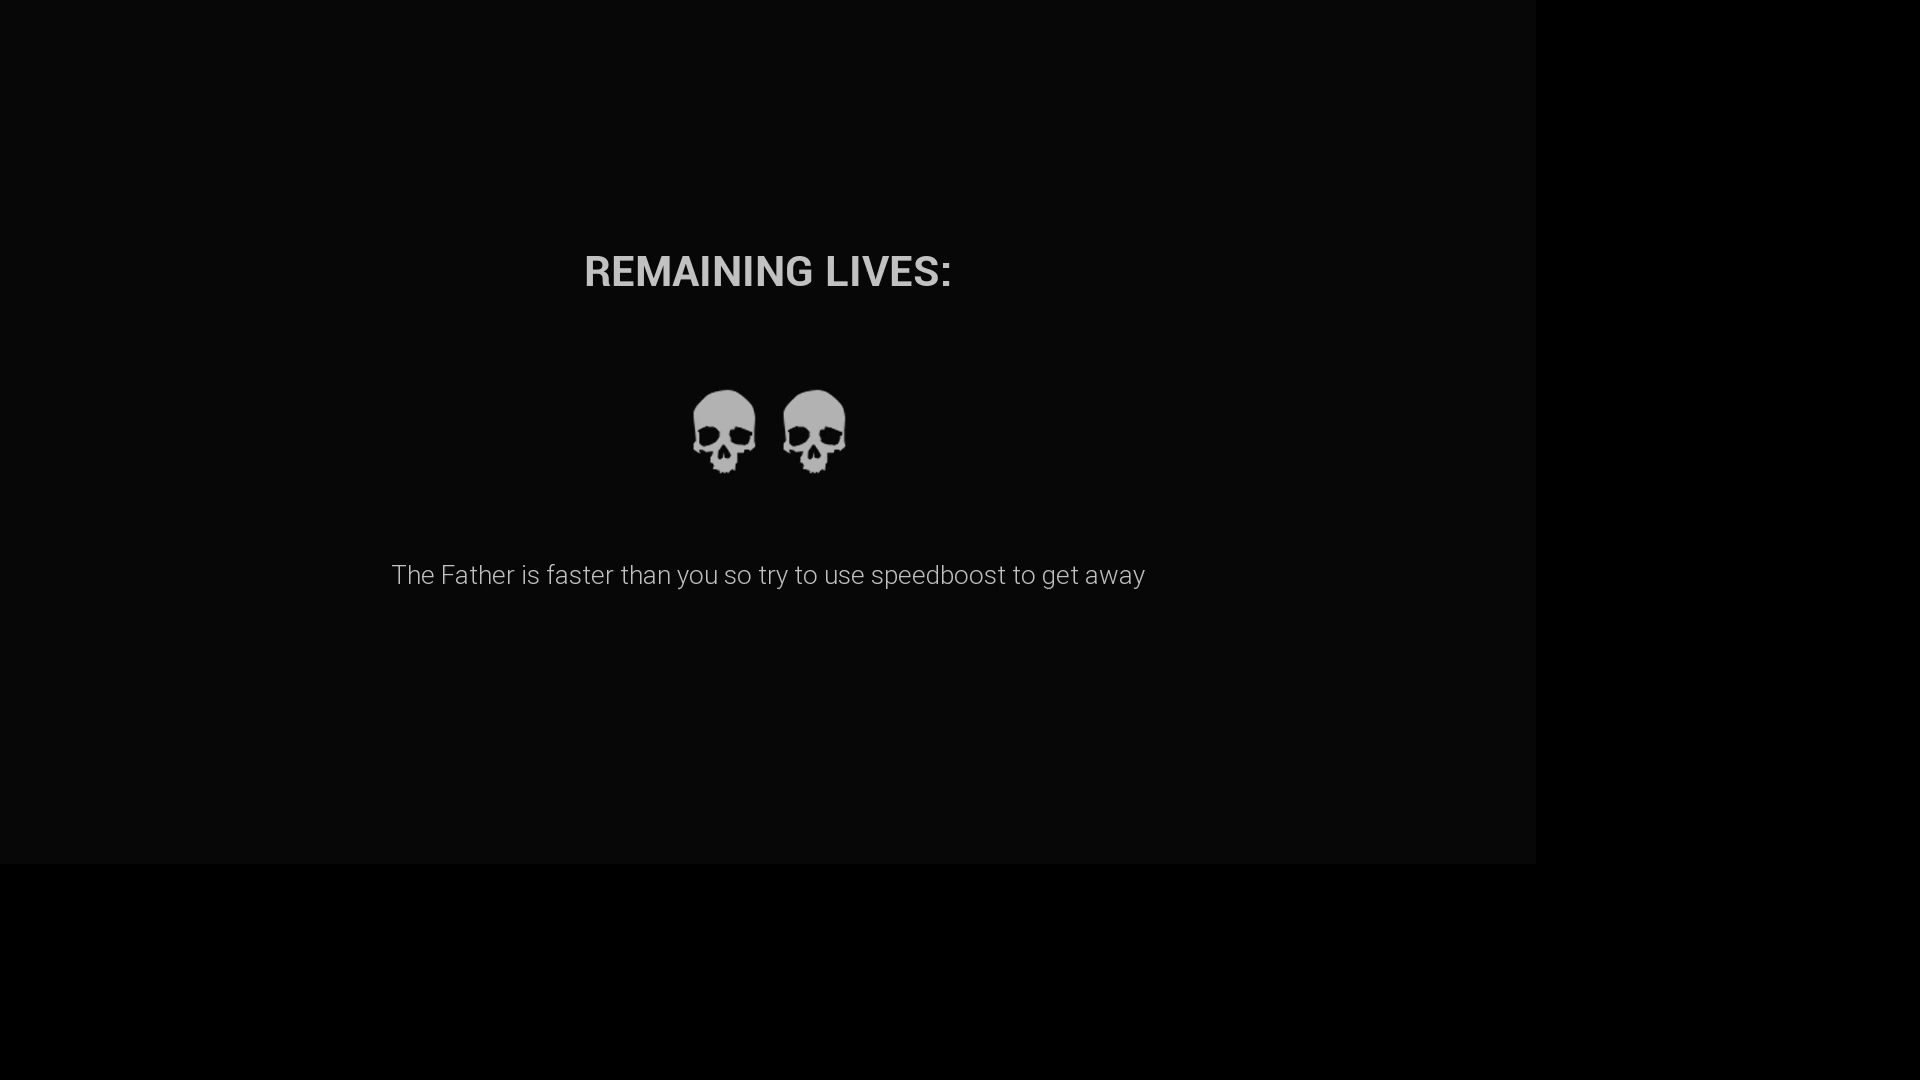 REMAINING LIVES:
The Father is faster than you so try to use speedboost to get away